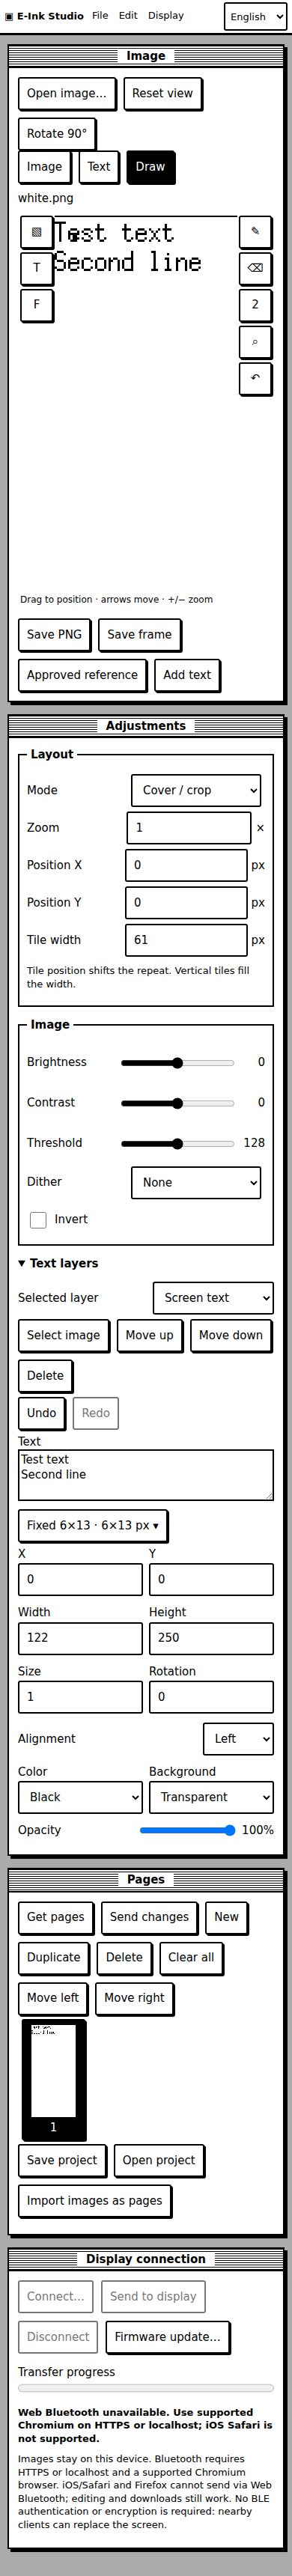 E-Ink Studio File Edit Display English
Image
Open image… Reset view
Rotate 90°
Image Text Draw
white.png
Test text
T Second line
F 2
Drag to position · arrows move · +/− zoom
Save PNG Save frame
Approved reference Add text
Adjustments
Layout
Mode Cover / crop
Zoom 1 ×
Position X 0 px
Position Y 0 px
Tile width 61 px
Tile position shifts the repeat. Vertical tiles fill
the width.
Image
Brightness 0
Contrast 0
Threshold 128
Dither None
Invert
Text layers
Selected layer Screen text
Select image Move up Move down
Delete
Undo Redo
Text
Test text
Second line
Fixed 6×13 · 6×13 px ▾
X Y
0 0
Width Height
122 250
Size Rotation
1 0
Alignment Left
Color Background
Black Transparent
Opacity 100%
Pages
Get pages Send changes New
Duplicate Delete Clear all
Move left Move right
1
Save project Open project
Import images as pages
Display connection
Connect… Send to display
Disconnect Firmware update…
Transfer progress
Web Bluetooth unavailable. Use supported
Chromium on HTTPS or localhost; iOS Safari is
not supported.
Images stay on this device. Bluetooth requires
HTTPS or localhost and a supported Chromium
browser. iOS/Safari and Firefox cannot send via Web
Bluetooth; editing and downloads still work. No BLE
authentication or encryption is required: nearby
clients can replace the screen.